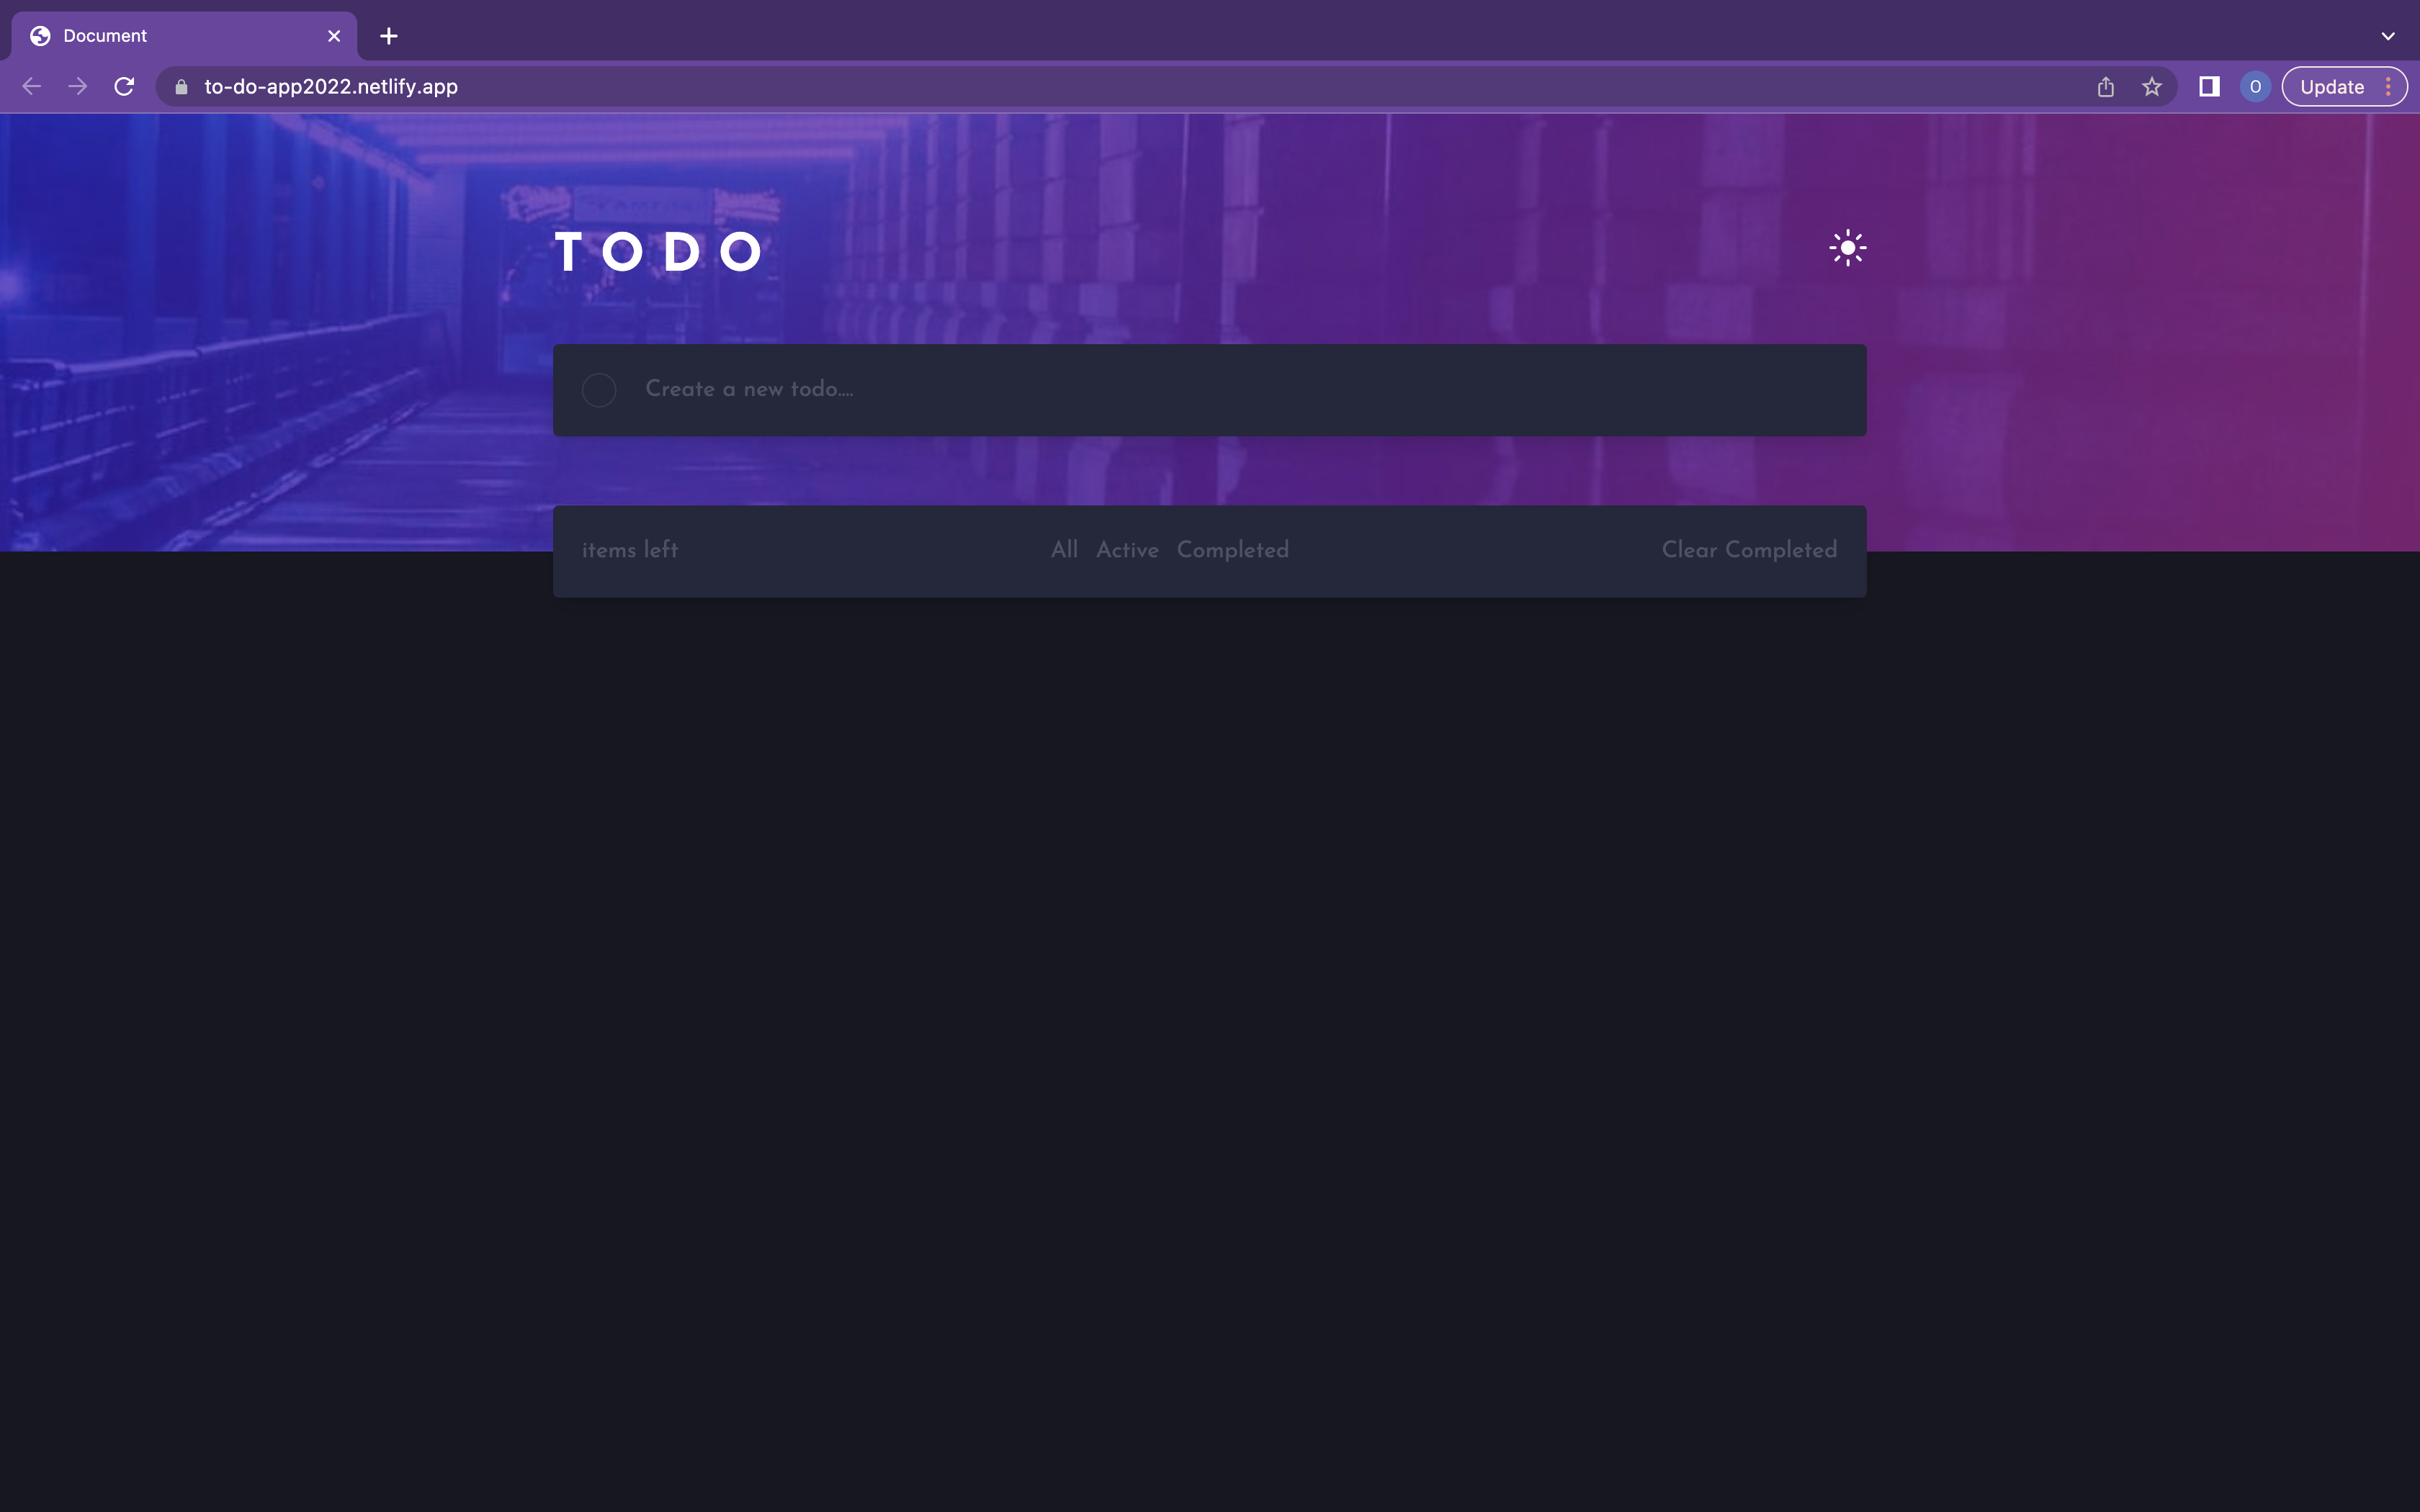 Document
to-do-app2022.netlify.app
O
Update
TODO
Create a new todo....
items left
All Active Completed
Clear Completed